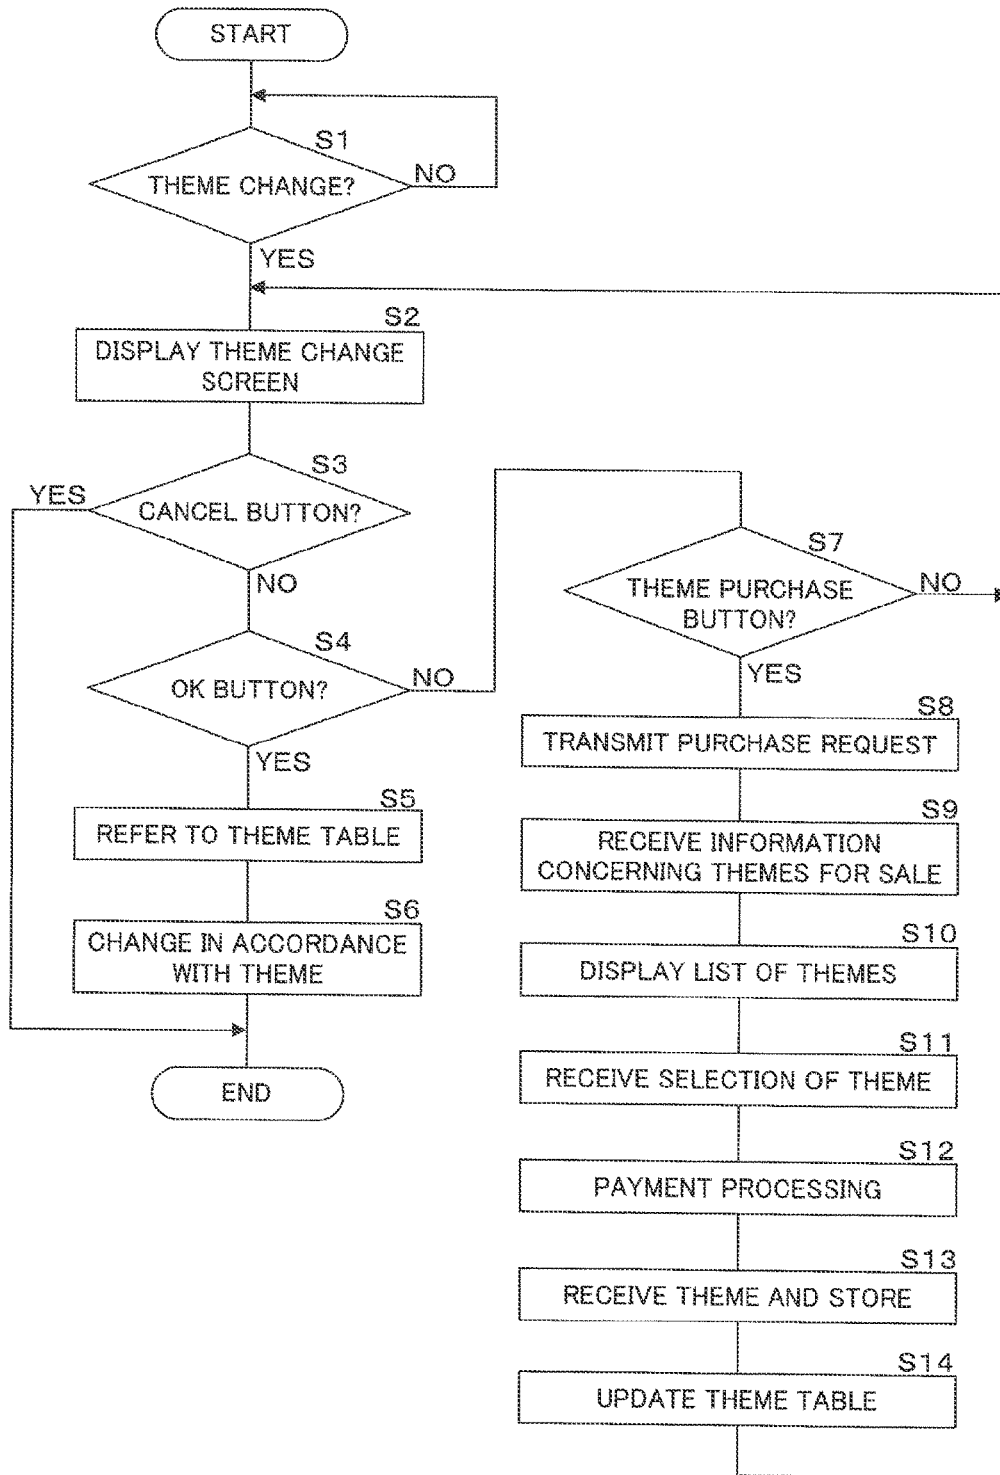 START
S1
THEME CHANGE?
NO
YES
S2
DISPLAY THEME CHANGE
SCREEN
S3
YES
CANCEL BUTTON?
NO
S4
OK BUTTON?
NO
YES
S5
REFER TO THEME TABLE
S6
CHANGE IN ACCORDANCE
WITH THEME
END
S7
THEME PURCHASE
BUTTON?
NO
YES
S8
TRANSMIT PURCHASE REQUEST
S9
RECEIVE INFORMATION
CONCERNING THEMES FOR SALE
S10
DISPLAY LIST OF THEMES
S11
RECEIVE SELECTION OF THEME
S12
PAYMENT PROCESSING
S13
RECEIVE THEME AND STORE
S14
UPDATE THEME TABLE